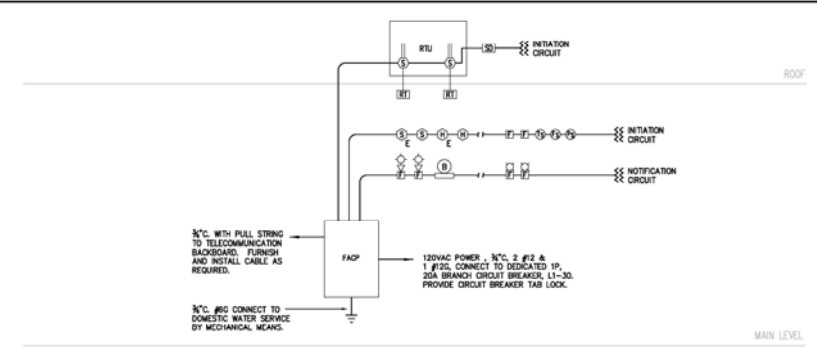 RTU
SD
INITIATION
CIRCUIT
S
S
ROOF
RT
RT
S
S
H
H
F
F
INITIATION
CIRCUIT
E
E
B
F
F
NOTIFICATION
CIRCUIT
¾"C. WITH PULL STRING
TO TELECOMMUNICATION
BACKBOARD. FURNISH
AND INSTALL CABLE AS
REQUIRED.
FACP
120VAC POWER , ¾"C, 2 #12 &
1 #12G, CONNECT TO DEDICATED 1P,
20A BRANCH CIRCUIT BREAKER, L1-30.
PROVIDE CIRCUIT BREAKER TAB LOCK.
¾"C. #6G CONNECT TO
DOMESTIC WATER SERVICE
BY MECHANICAL MEANS.
MAIN LEVEL